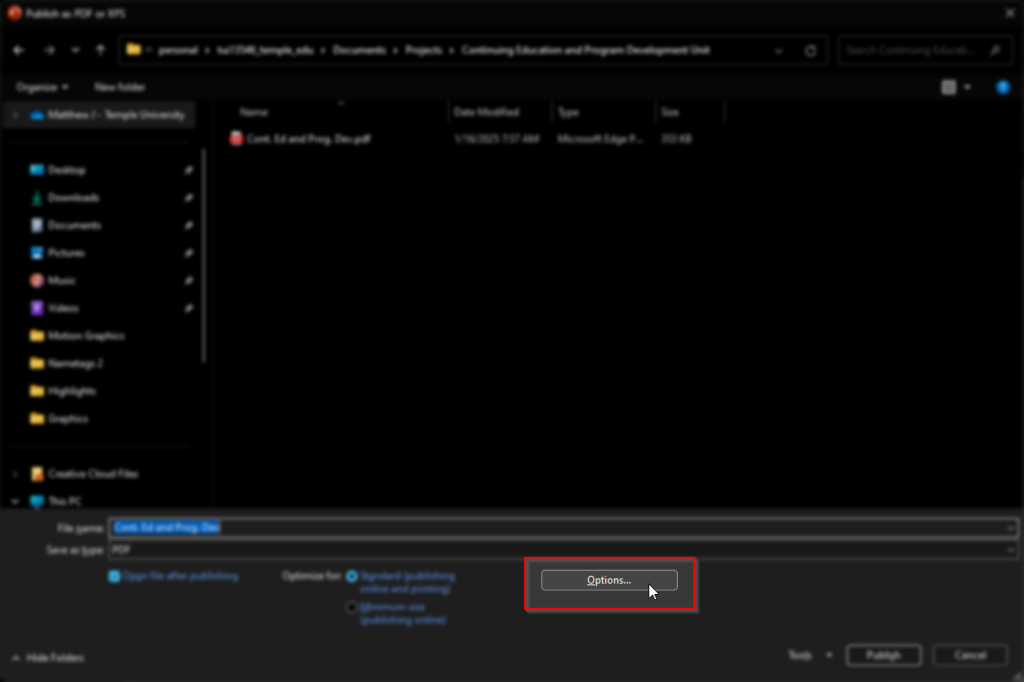 Publish as PDF or XPS
personal › tui13546_temple_edu › Documents › Projects › Continuing Education and Program Development Unit
Search Continuing Educati...
Organize
New folder
Matthew J - Temple University
Name Date Modified Type Size
Cont. Ed and Prog. Dev.pdf 1/16/2025 7:57 AM Microsoft Edge P... 353 KB
Desktop
Downloads
Documents
Pictures
Music
Videos
Motion Graphics
Nametags 2
Highlights
Graphics
Creative Cloud Files
This PC
File name: Cont. Ed and Prog. Dev
Save as type: PDF
Open file after publishing
Optimize for: Standard (publishing
online and printing)
Minimum size
(publishing online)
Options...
Hide Folders
Tools Publish Cancel